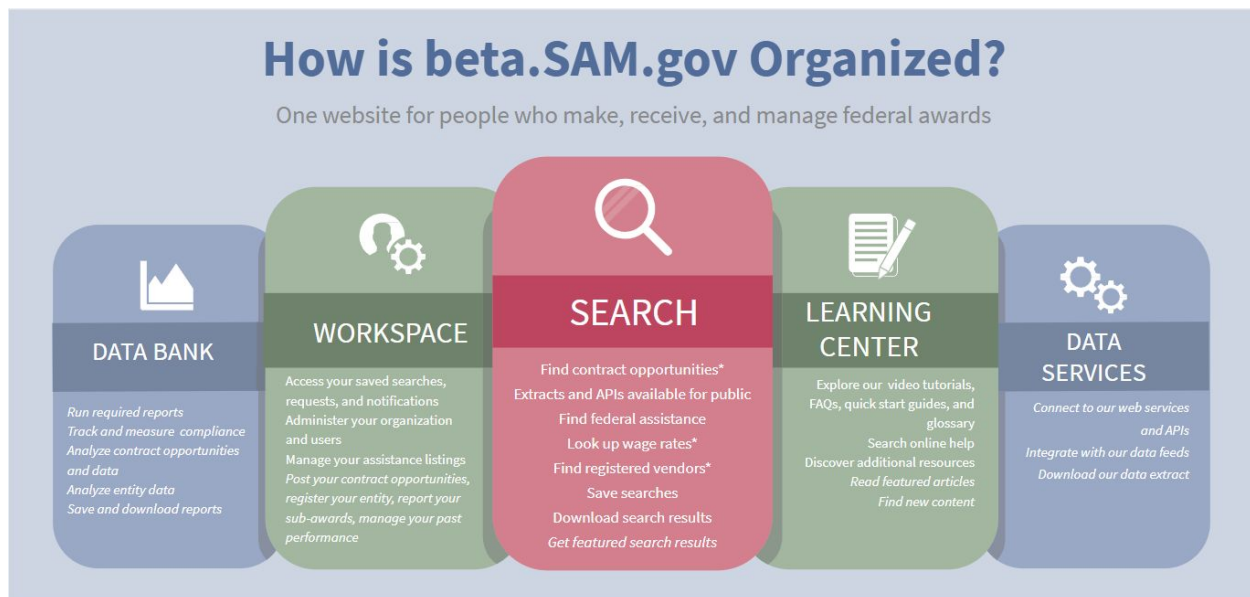 How is beta.SAM.gov Organized?
One website for people who make, receive, and manage federal awards
DATA BANK
Run required reports
Track and measure compliance
Analyze contract opportunities
and data
Analyze entity data
Save and download reports
WORKSPACE
Access your saved searches,
requests, and notifications
Administer your organization
and users
Manage your assistance listings
Post your contract opportunities,
register your entity, report your
sub-awards, manage your past
performance
SEARCH
Find contract opportunities*
Extracts and APIs available for public
Find federal assistance
Look up wage rates*
Find registered vendors*
Save searches
Download search results
Get featured search results
LEARNING
CENTER
Explore our video tutorials,
FAQs, quick start guides, and
glossary
Search online help
Discover additional resources
Read featured articles
Find new content
DATA
SERVICES
Connect to our web services
and APIs
Integrate with our data feeds
Download our data extract